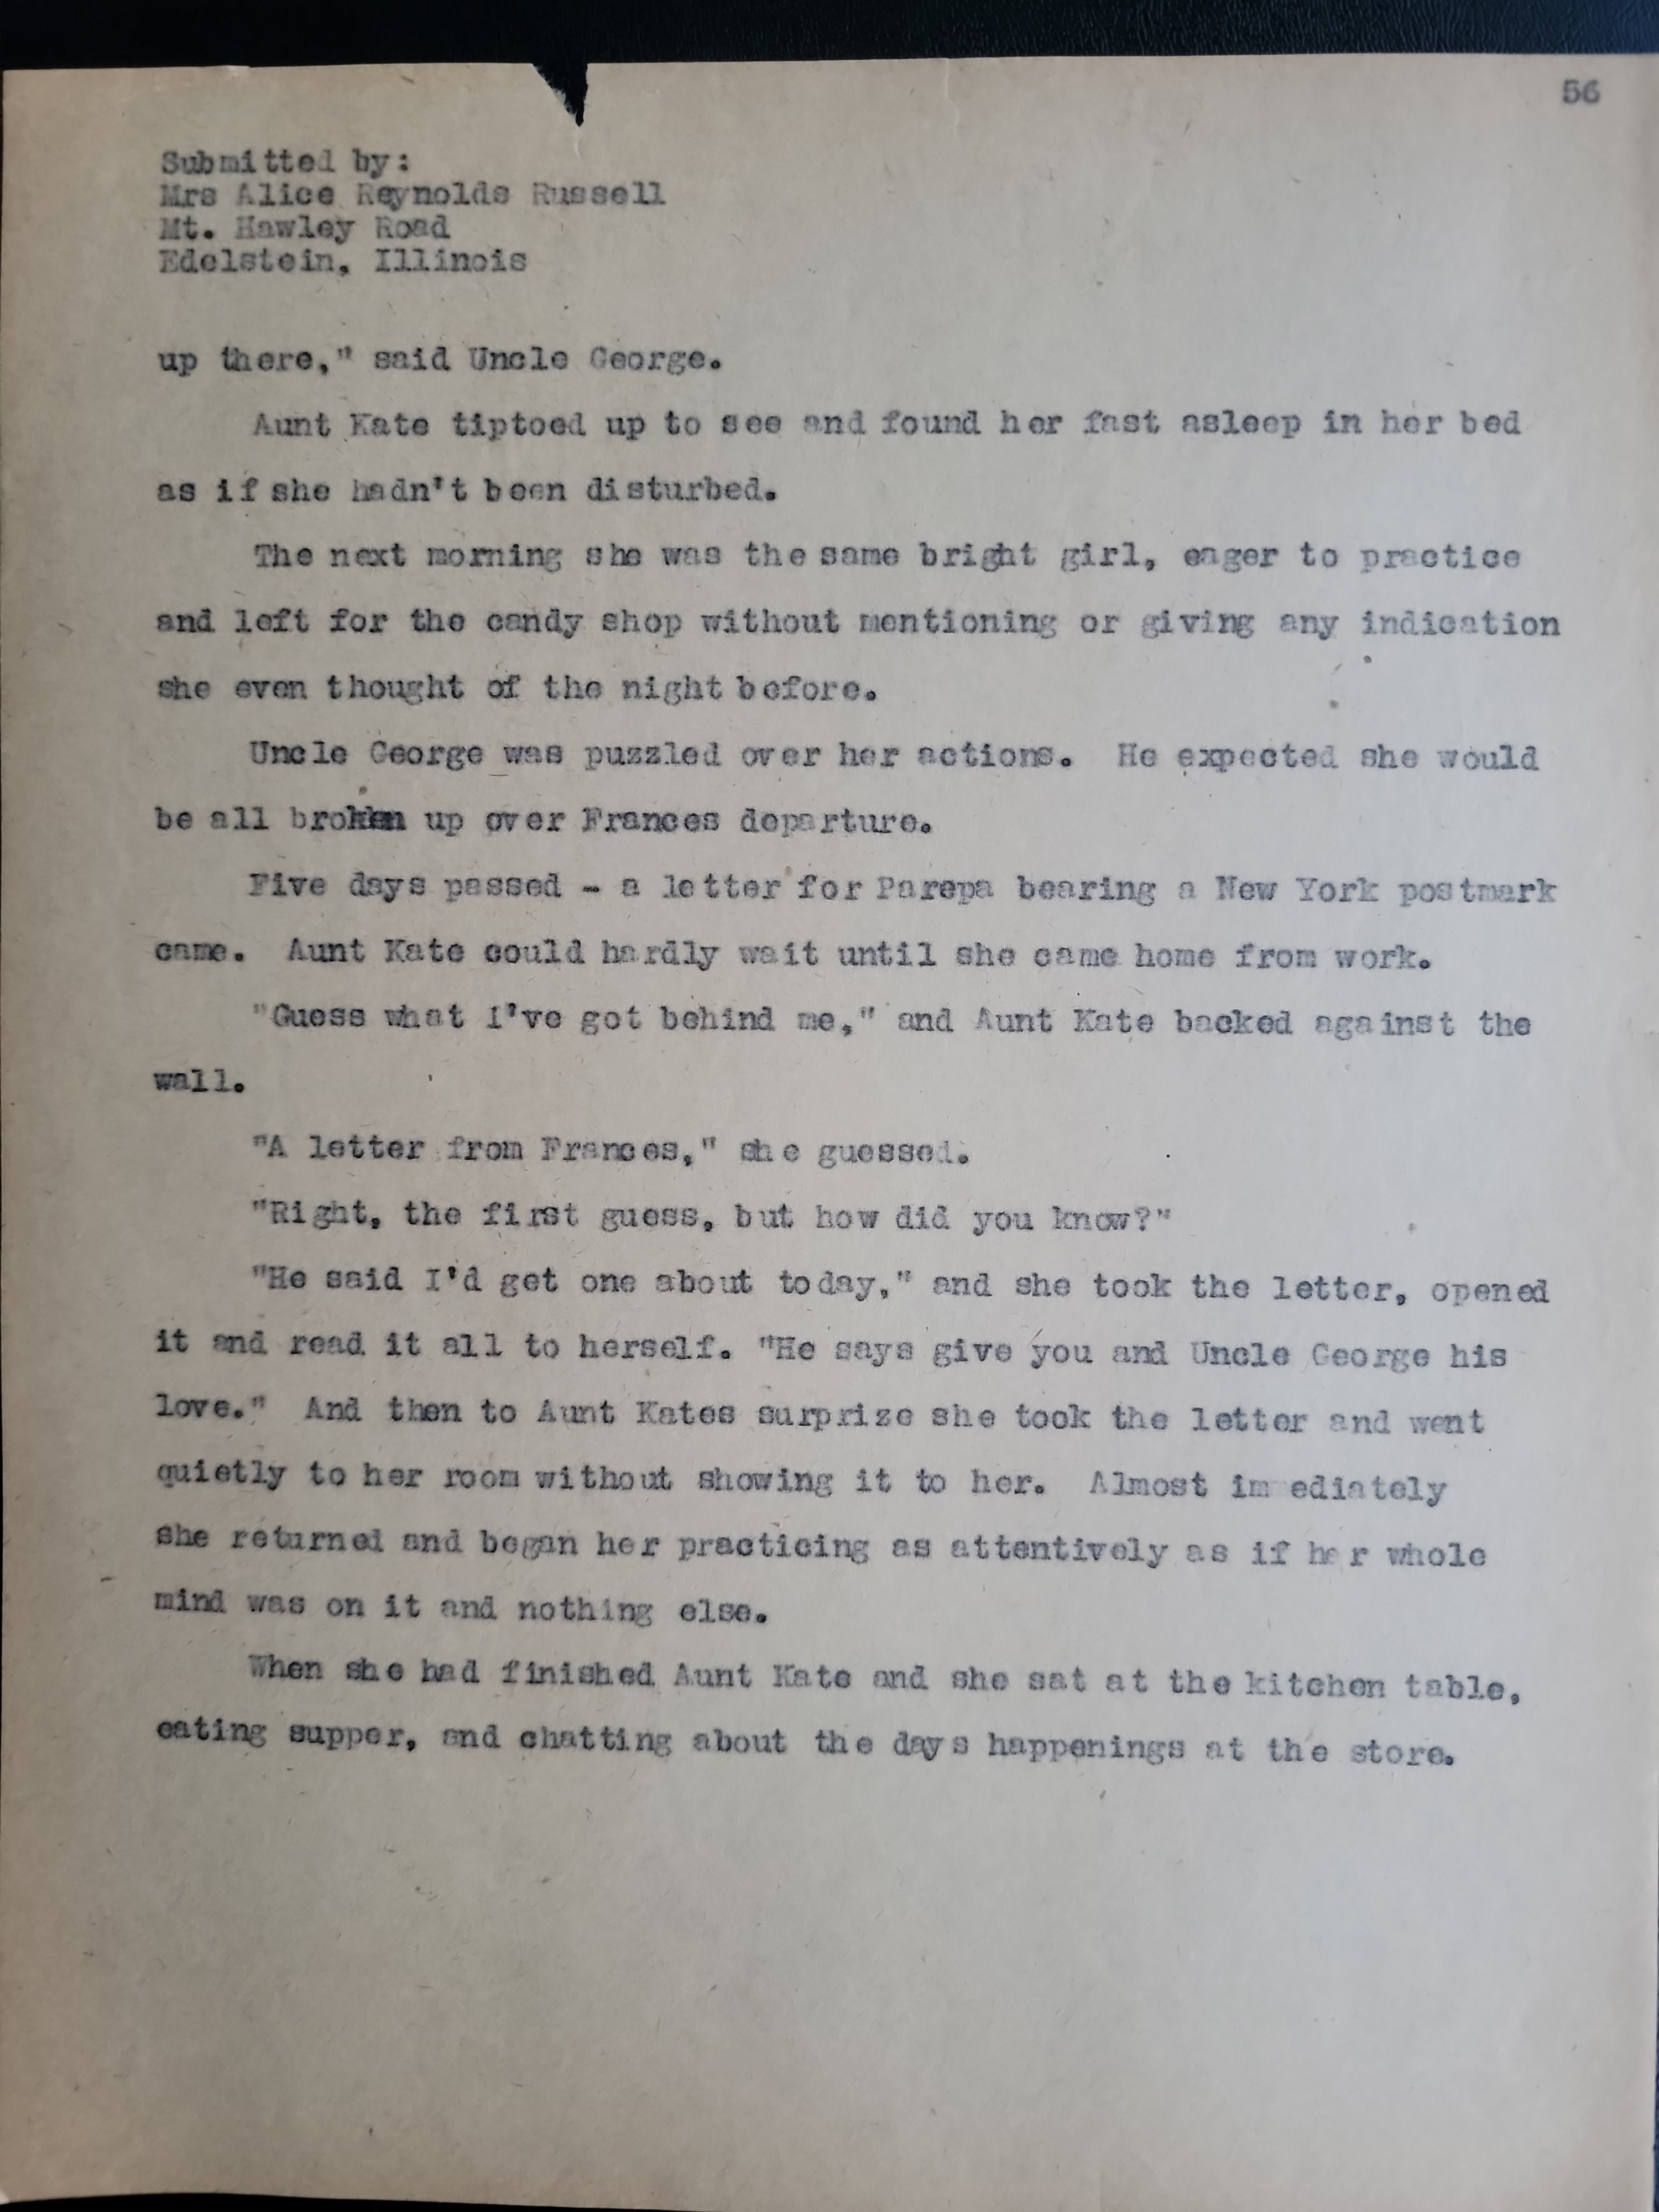 56
Submitted by:
Mrs Alice Reynolds Russell
Mt. Hawley Road
Edelstein, Illinois
up there," said Uncle George.
Aunt Kate tiptoed up to see and found her fast asleep in her bed
as if she hadn't been disturbed.
The next morning she was the same bright girl, eager to practice
and left for the candy shop without mentioning or giving any indication
she even thought of the night before.
Uncle George was puzzled over her actions. He expected she would
be all broken up over Frances departure.
Five days passed - a letter for Parepa bearing a New York postmark
came. Aunt Kate could hardly wait until she came home from work.
"Guess what I've got behind me," and Aunt Kate backed against the
wall.
"A letter from Frances," she guessed.
"Right, the first guess, but how did you know?"
"He said I'd get one about today," and she took the letter, opened
it and read it all to herself. "He says give you and Uncle George his
love." And then to Aunt Kates surprize she took the letter and went
quietly to her room without showing it to her. Almost im ediately
she returned and began her practicing as attentively as if her whole
mind was on it and nothing else.
When she had finished Aunt Kate and she sat at the kitchen table,
eating supper, and chatting about the days happenings at the store.